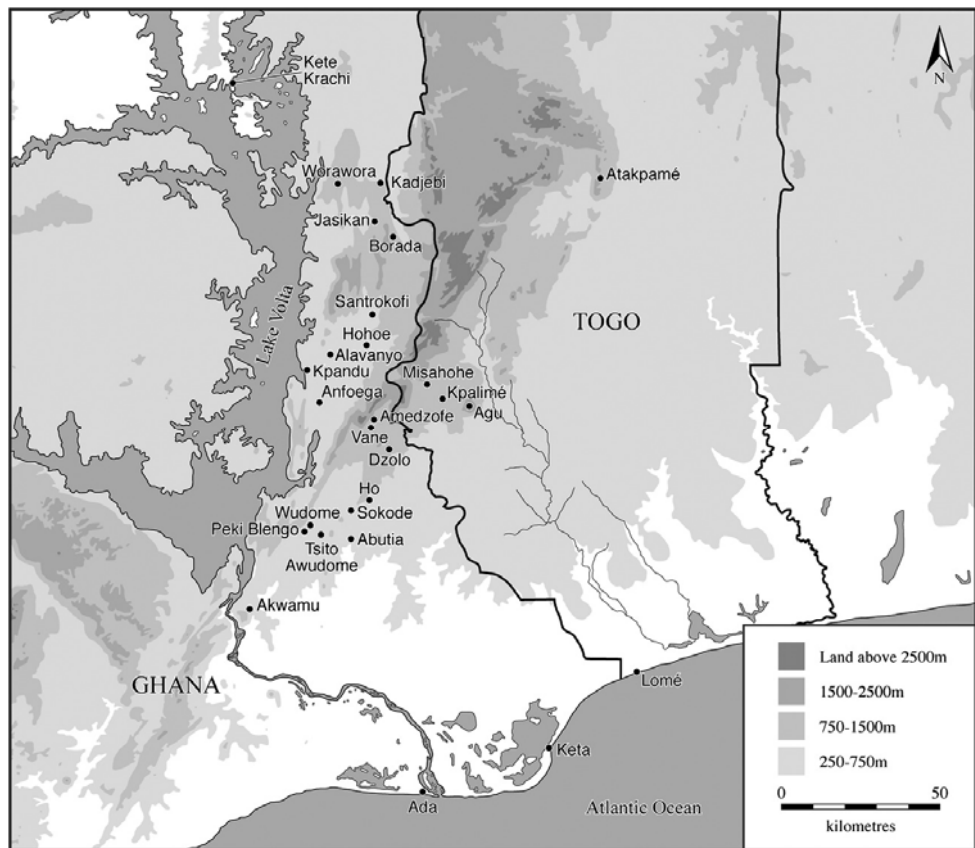 Kete
Krachi
N
Worawora
Kadjebi
Atakpamé
Jasikan
Borada
Lake Volta
Santrokofi
TOGO
Hohoe
Alavanyo
Kpandu
Misahohe
Anfoega
Kpalimé
Agu
Amedzofe
Vane
Dzolo
Ho
Sokode
Wudome
Peki Blengo
Tsito
Awudome
Abutia
Akwamu
GHANA
Lomé
Keta
Ada
Atlantic Ocean
Land above 2500m
1500-2500m
750-1500m
250-750m
0 50
kilometres